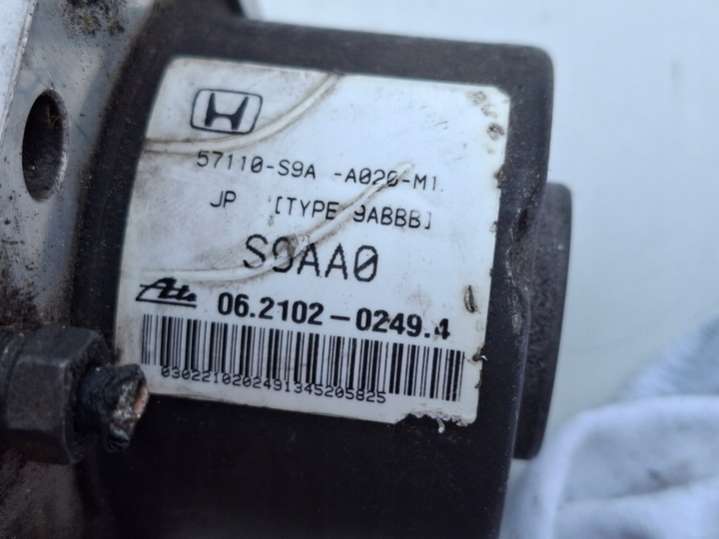 57110-S9A -A020-M1
JP [TYPE 9ABBB]
S9AA0
Ate 06.2102-0249.4
0302210202491345205825